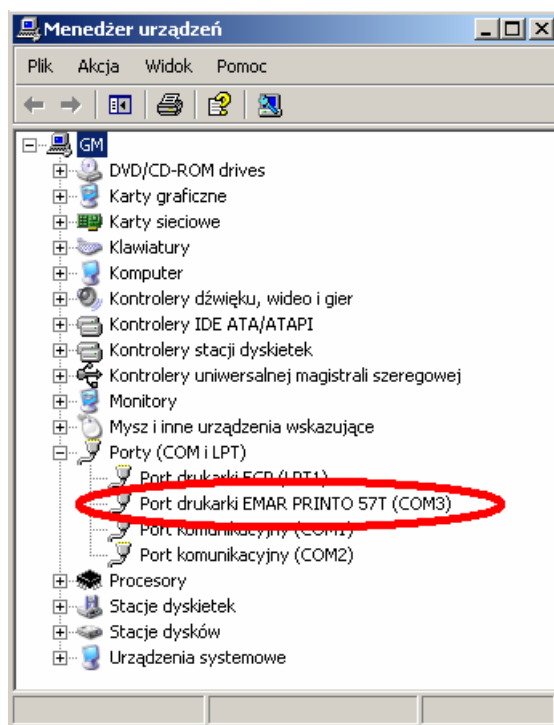 Menedżer urządzeń
Plik Akcja Widok Pomoc
GM
DVD/CD-ROM drives
Karty graficzne
Karty sieciowe
Klawiatury
Komputer
Kontrolery dźwięku, wideo i gier
Kontrolery IDE ATA/ATAPI
Kontrolery stacji dyskietek
Kontrolery uniwersalnej magistrali szeregowej
Monitory
Mysz i inne urządzenia wskazujące
Porty (COM i LPT)
Port drukarki ECP (LPT1)
Port drukarki EMAR PRINTO 57T (COM3)
Port komunikacyjny (COM1)
Port komunikacyjny (COM2)
Procesory
Stacje dyskietek
Stacje dysków
Urządzenia systemowe